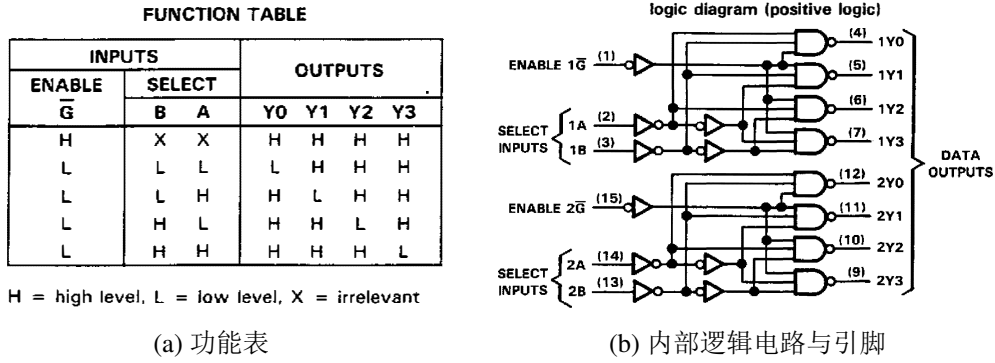 FUNCTION TABLE
INPUTS
OUTPUTS
ENABLE
SELECT
G
B A Y0 Y1 Y2 Y3
H X X H H H H
L L L L H H H
L L H H L H H
L H L H H L H
L H H H H H L
H = high level, L = low level, X = irrelevant
(a) 功能表
logic diagram (positive logic)
ENABLE 1G (1)
SELECT INPUTS
1A (2)
1B (3)
(4) 1Y0
(5) 1Y1
(6) 1Y2
(7) 1Y3
ENABLE 2G (15)
SELECT INPUTS
2A (14)
2B (13)
(12) 2Y0
(11) 2Y1
(10) 2Y2
(9) 2Y3
DATA
OUTPUTS
(b) 内部逻辑电路与引脚